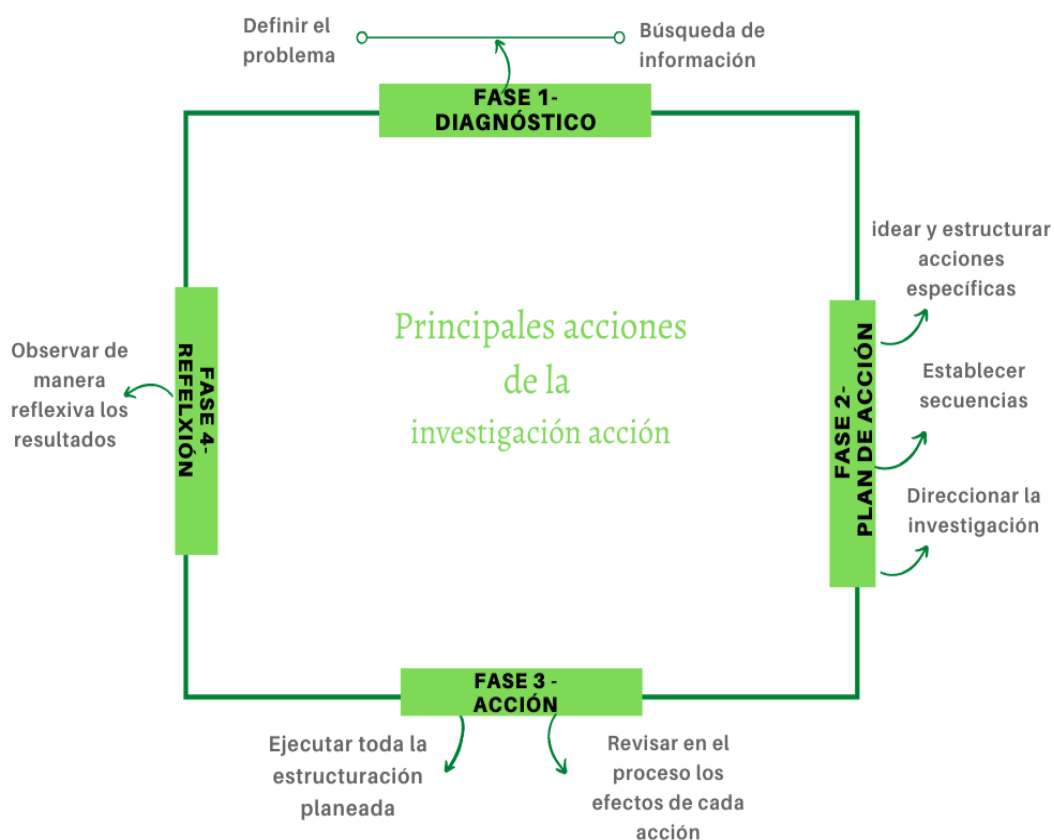 Definir el
problema
Búsqueda de
información
FASE 1-
DIAGNÓSTICO
idear y estructurar
acciones
específicas
Principales acciones
de la
investigación acción
FASE 2-
PLAN DE ACCIÓN
Establecer
secuencias
Direccionar la
investigación
FASE 3 -
ACCIÓN
Ejecutar toda la
estructuración
planeada
Revisar en el
proceso los
efectos de cada
acción
FASE 4-
REFELXIÓN
Observar de
manera
reflexiva los
resultados